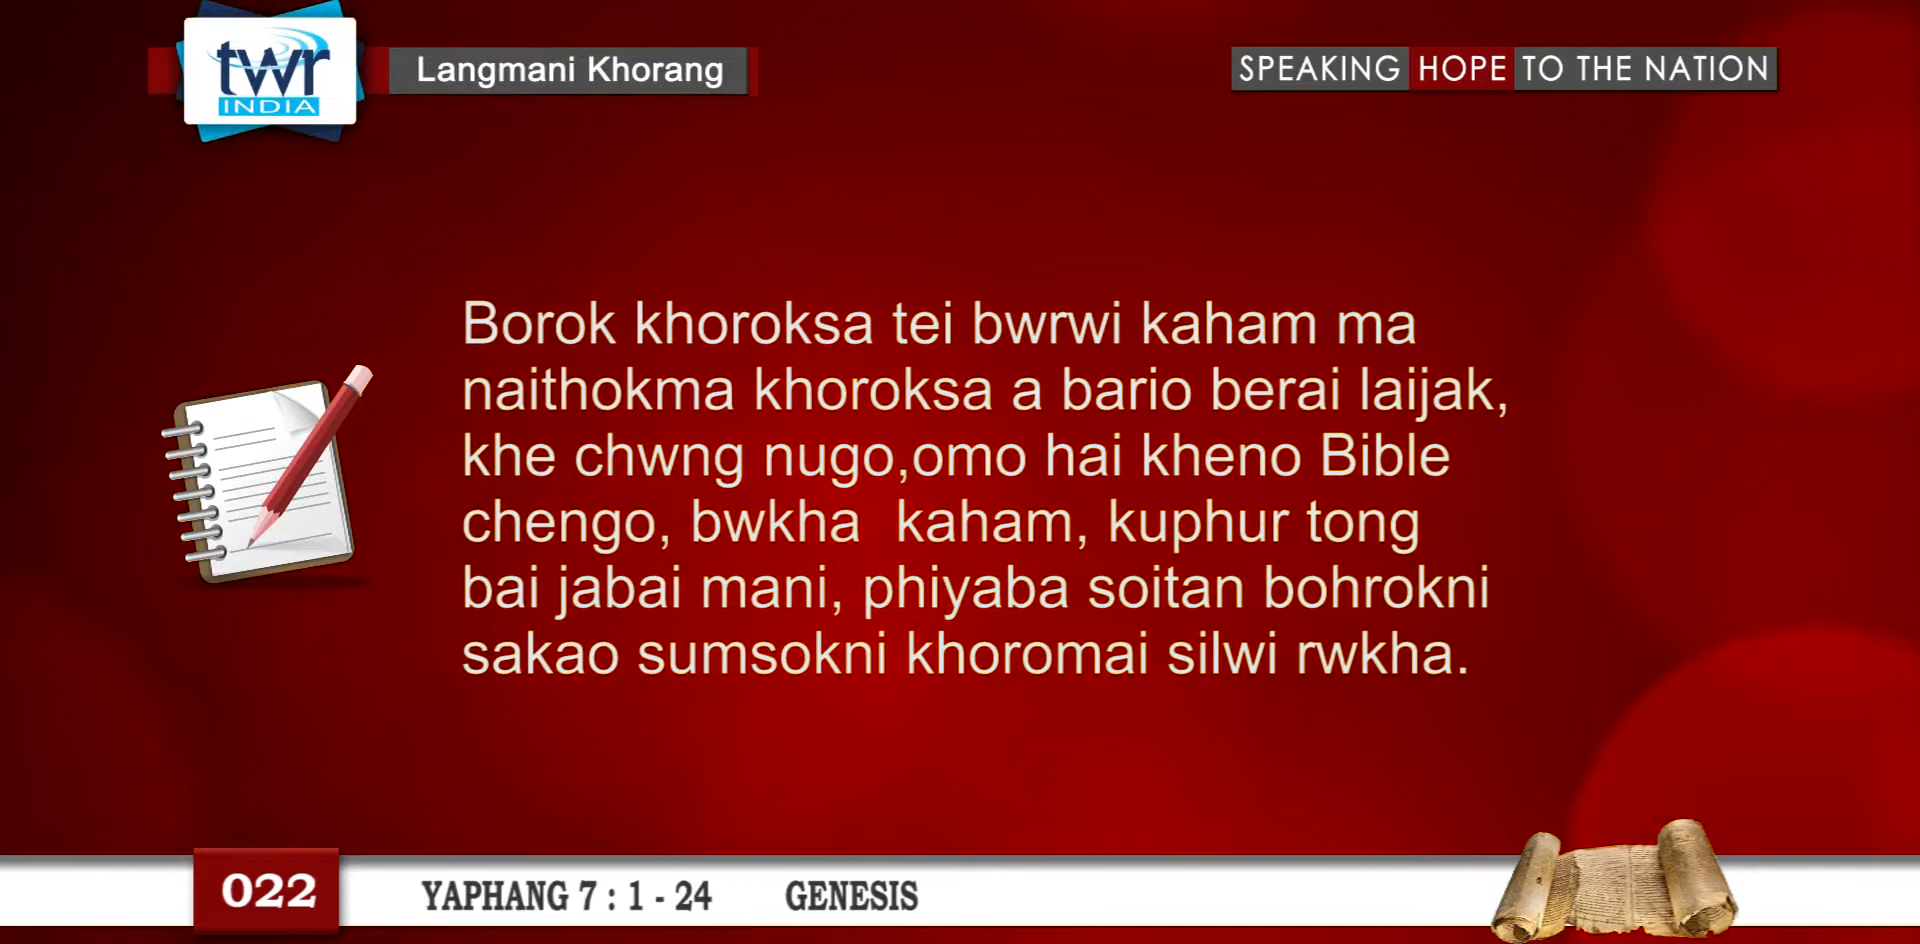 twr
INDIA
Langmani Khorang
SPEAKING HOPE TO THE NATION
Borok khoroksa tei bwrwi kaham ma
naithokma khoroksa a bario berai laijak,
khe chwng nugo,omo hai kheno Bible
chengo, bwkha  kaham, kuphur tong
bai jabai mani, phiyaba soitan bohrokni
sakao sumsokni khoromai silwi rwkha.
022
YAPHANG 7 : 1 - 24 GENESIS